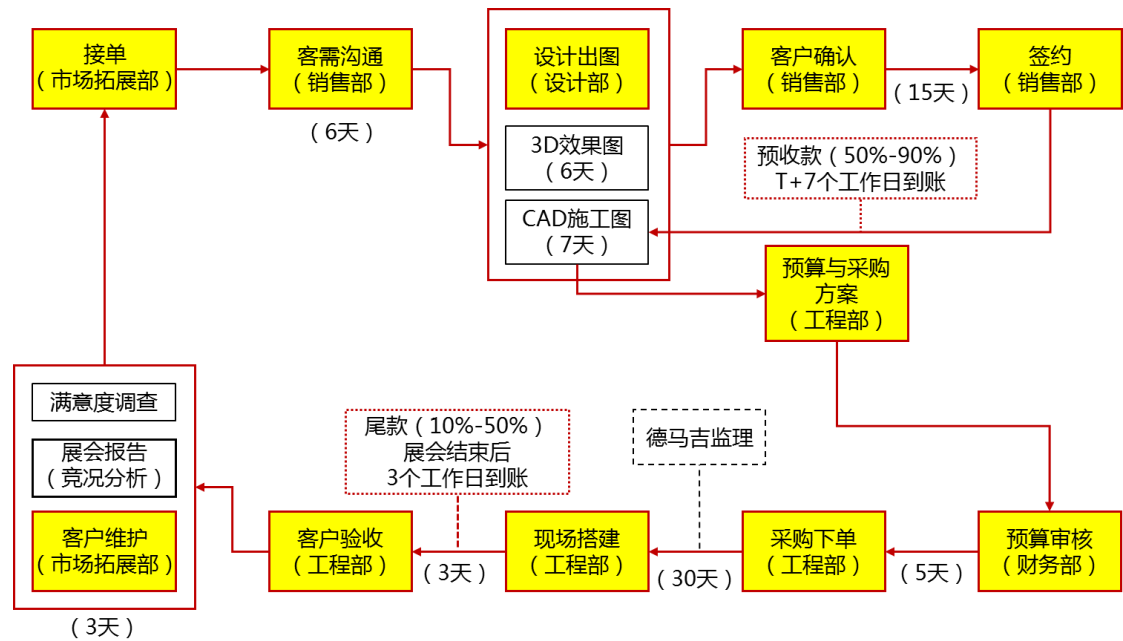 接单
（市场拓展部）
客需沟通
（销售部）
（6天）
设计出图
（设计部）
3D效果图
（6天）
CAD施工图
（7天）
客户确认
（销售部）
（15天）
签约
（销售部）
预收款（50%-90%）
T+7个工作日到账
预算与采购
方案
（工程部）
预算审核
（财务部）
（5天）
采购下单
（工程部）
德马吉监理
（30天）
现场搭建
（工程部）
尾款（10%-50%）
展会结束后
3个工作日到账
（3天）
客户验收
（工程部）
满意度调查
展会报告
（竞况分析）
客户维护
（市场拓展部）
（3天）